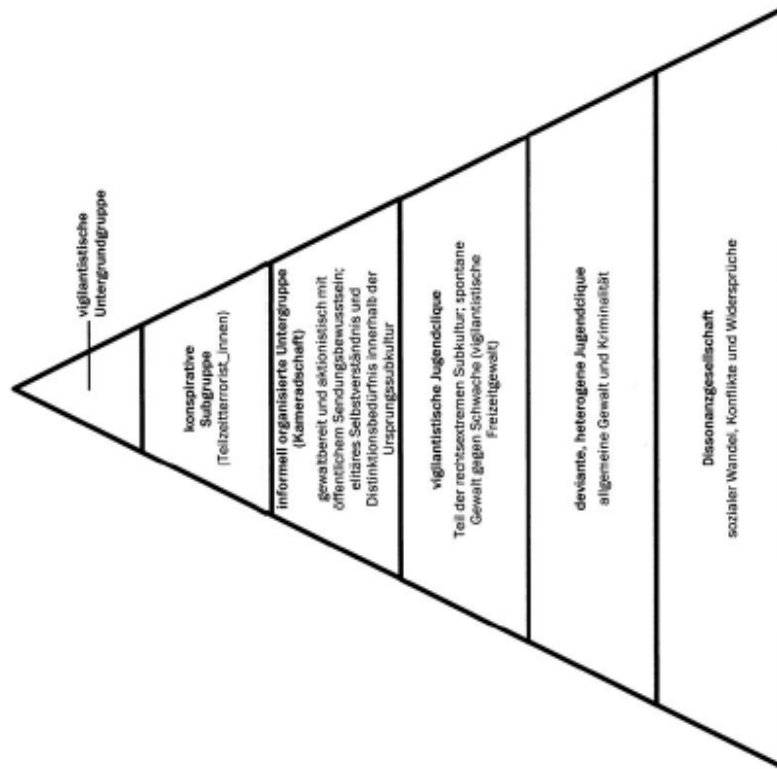 vigilantistische
Untergrundgruppe
konspirative
Subgruppe
(Teilzeitterrorist_innen)
informell organisierte Untergruppe
(Kameradschaft)
gewaltbereit und aktionistisch mit
öffentlichem Sendungsbewusstsein;
elitäres Selbstverständnis und
Distinktionsbedürfnis innerhalb der
Ursprungssubkultur
vigilantistische Jugendclique
Teil der rechtsextremen Subkultur; spontane
Gewalt gegen Schwache (vigilantistische
Freizeitgewalt)
deviante, heterogene Jugendclique
allgemeine Gewalt und Kriminalität
Dissonanzgesellschaft
sozialer Wandel, Konflikte und Widersprüche